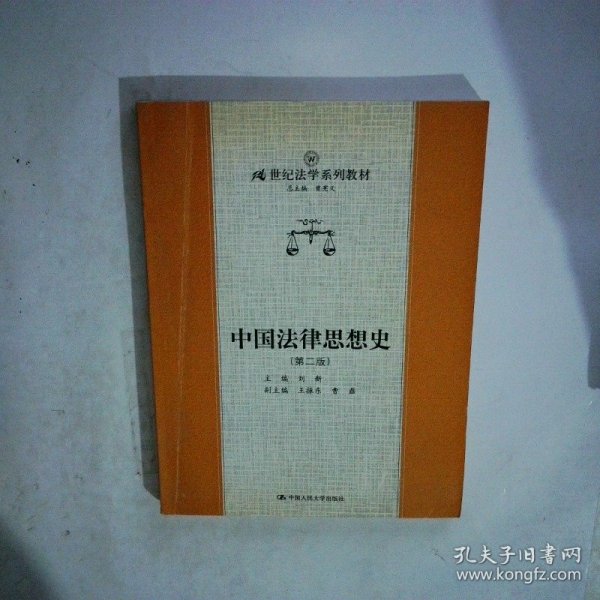 21世纪法学系列教材
总主编 曾宪义
中国法律思想史
(第二版)
主编 刘新
副主编 王振东 曹磊
中国人民大学出版社
孔夫子旧书网
www.kongfz.com